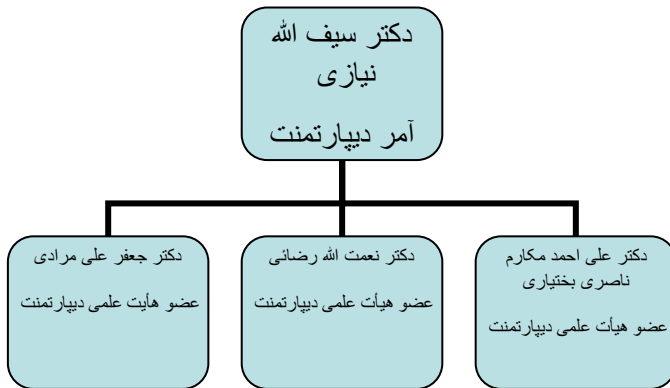 دکتر سیف الله
نیازی
آمر دیپارتمنت
دکتر علی احمد مکارم
ناصری بختیاری
عضو هیأت علمی دیپارتمنت
دکتر نعمت الله رضائی
عضو هیأت علمی دیپارتمنت
دکتر جعفر علی مرادی
عضو هأیت علمی دیپارتمنت